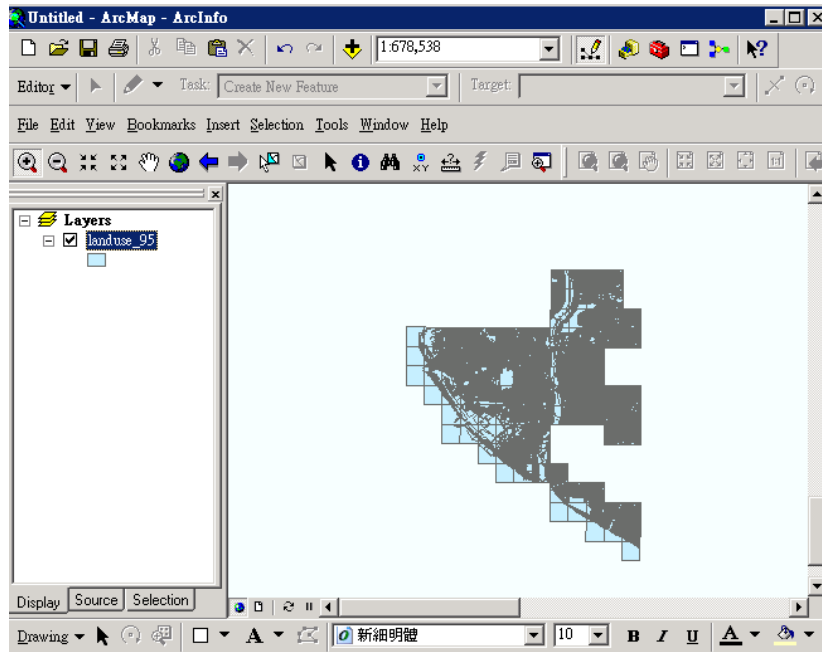 Untitled - ArcMap - ArcInfo
1:678,538
Editor Task: Create New Feature Target:
File Edit View Bookmarks Insert Selection Tools Window Help
Layers
landuse_95
Display Source Selection
Drawing A 新細明體 10 B I U A